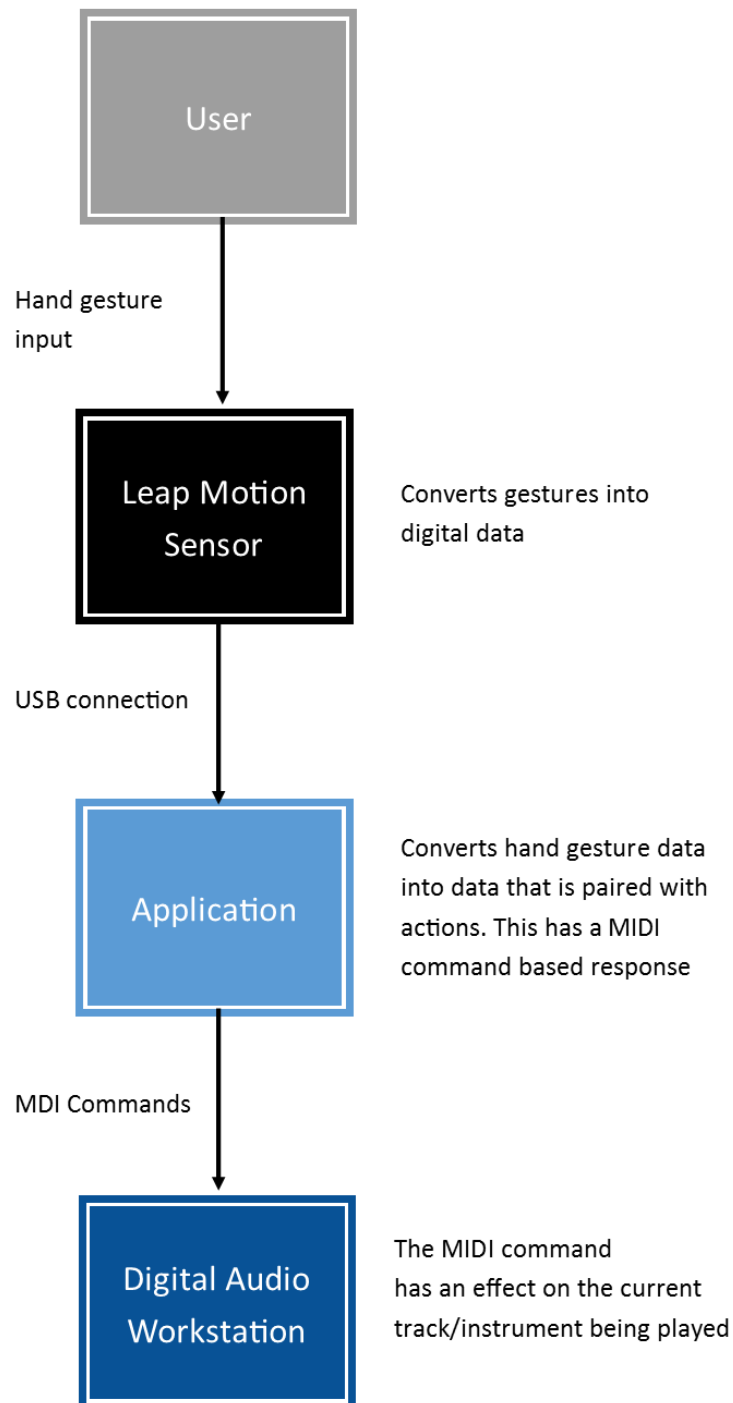 User
Hand gesture
input
Leap Motion
Sensor
Converts gestures into
digital data
USB connection
Application
Converts hand gesture data
into data that is paired with
actions. This has a MIDI
command based response
MDI Commands
Digital Audio
Workstation
The MIDI command
has an effect on the current
track/instrument being played